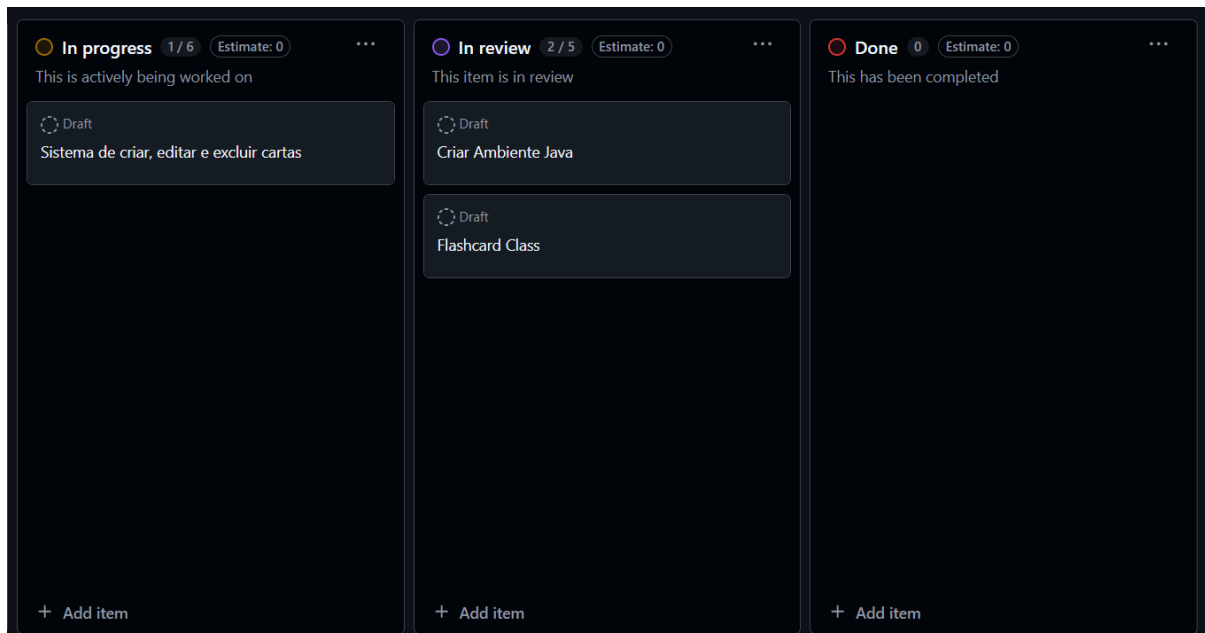 In progress 1 / 6 Estimate: 0
This is actively being worked on
Draft
Sistema de criar, editar e excluir cartas
+ Add item
In review 2 / 5 Estimate: 0
This item is in review
Draft
Criar Ambiente Java
Draft
Flashcard Class
+ Add item
Done 0 Estimate: 0
This has been completed
+ Add item